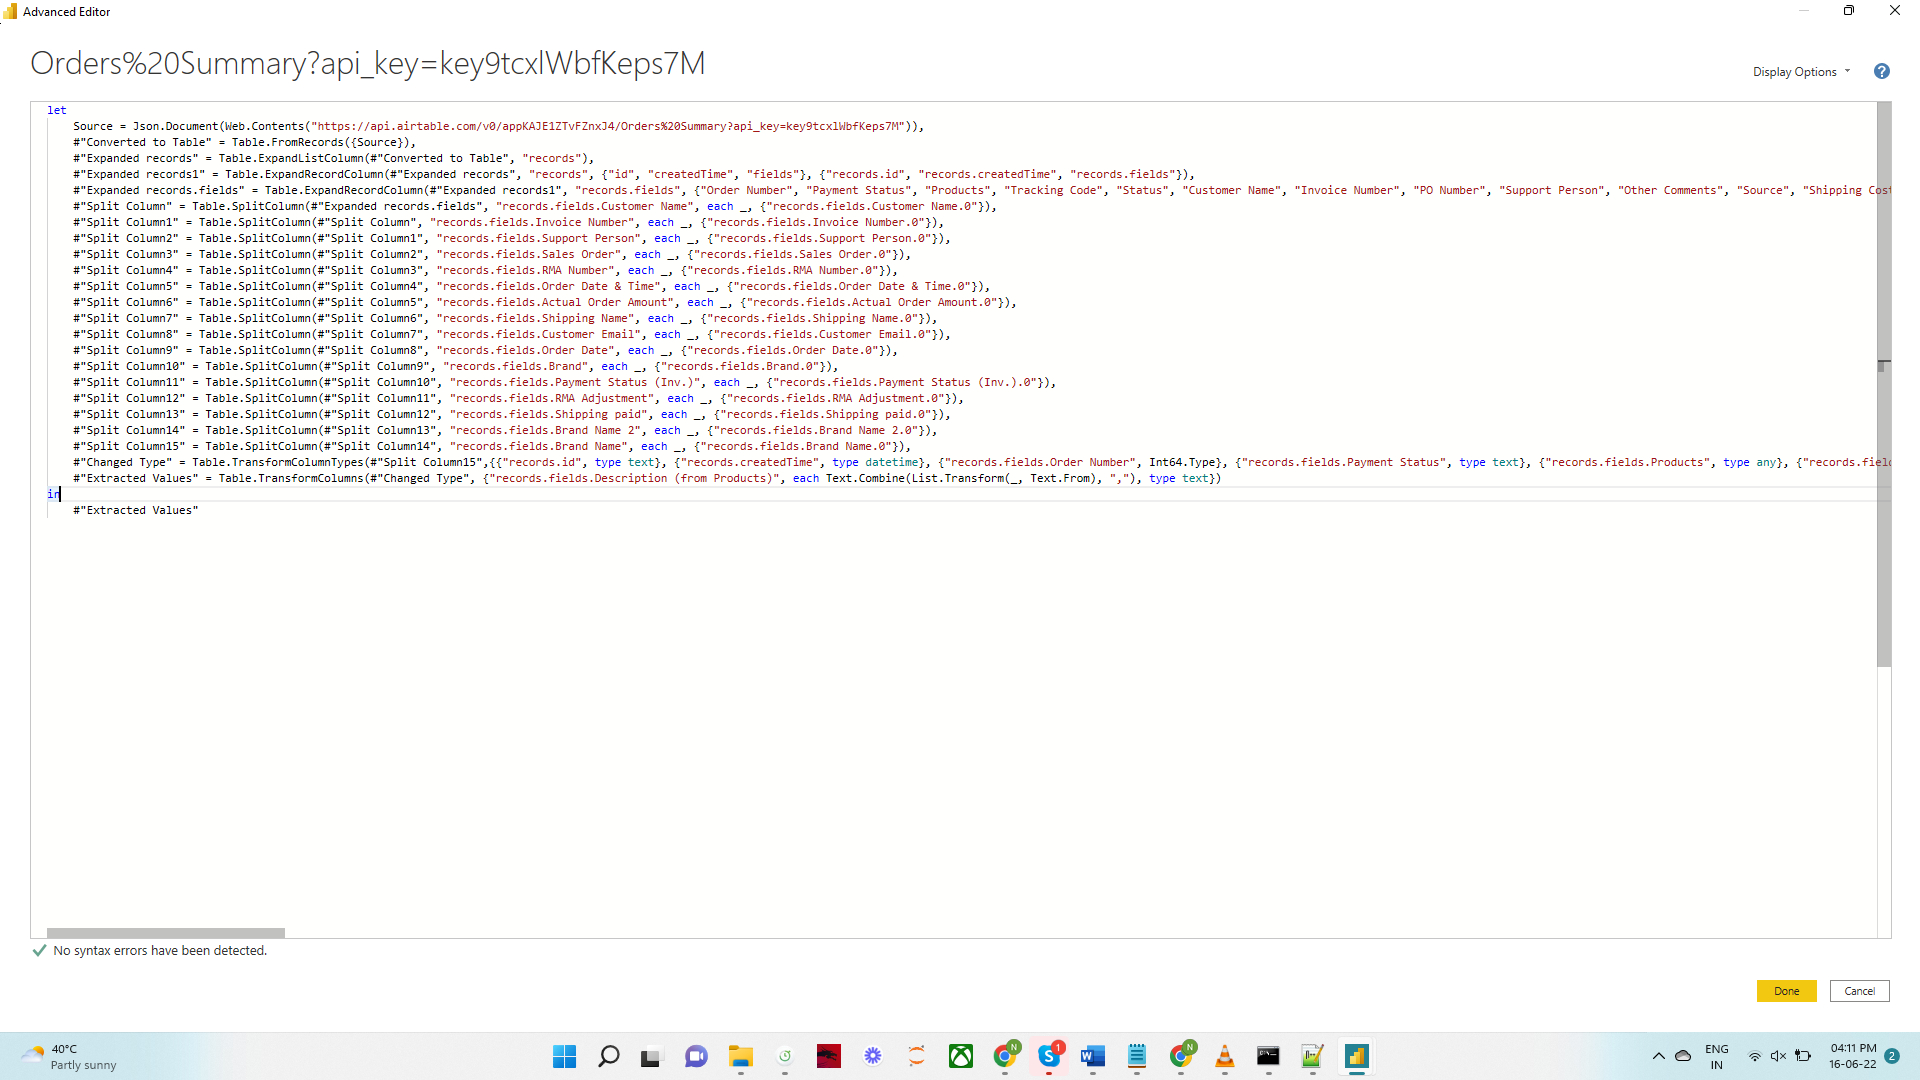 Advanced Editor
Orders%20Summary?api_key=key9tcxlWbfKeps7M
Display Options
?
let
Source = Json.Document(Web.Contents("https://api.airtable.com/v0/appKAJE1ZTvFZnxJ4/Orders%20Summary?api_key=key9tcxlWbfKeps7M")),
#"Converted to Table" = Table.FromRecords({Source}),
#"Expanded records" = Table.ExpandListColumn(#"Converted to Table", "records"),
#"Expanded records1" = Table.ExpandRecordColumn(#"Expanded records", "records", {"id", "createdTime", "fields"}, {"records.id", "records.createdTime", "records.fields"}),
#"Expanded records.fields" = Table.ExpandRecordColumn(#"Expanded records1", "records.fields", {"Order Number", "Payment Status", "Products", "Tracking Code", "Status", "Customer Name", "Invoice Number", "PO Number", "Support Person", "Other Comments", "Source", "Shipping Cost
#"Split Column" = Table.SplitColumn(#"Expanded records.fields", "records.fields.Customer Name", each _, {"records.fields.Customer Name.0"}),
#"Split Column1" = Table.SplitColumn(#"Split Column", "records.fields.Invoice Number", each _, {"records.fields.Invoice Number.0"}),
#"Split Column2" = Table.SplitColumn(#"Split Column1", "records.fields.Support Person", each _, {"records.fields.Support Person.0"}),
#"Split Column3" = Table.SplitColumn(#"Split Column2", "records.fields.Sales Order", each _, {"records.fields.Sales Order.0"}),
#"Split Column4" = Table.SplitColumn(#"Split Column3", "records.fields.RMA Number", each _, {"records.fields.RMA Number.0"}),
#"Split Column5" = Table.SplitColumn(#"Split Column4", "records.fields.Order Date & Time", each _, {"records.fields.Order Date & Time.0"}),
#"Split Column6" = Table.SplitColumn(#"Split Column5", "records.fields.Actual Order Amount", each _, {"records.fields.Actual Order Amount.0"}),
#"Split Column7" = Table.SplitColumn(#"Split Column6", "records.fields.Shipping Name", each _, {"records.fields.Shipping Name.0"}),
#"Split Column8" = Table.SplitColumn(#"Split Column7", "records.fields.Customer Email", each _, {"records.fields.Customer Email.0"}),
#"Split Column9" = Table.SplitColumn(#"Split Column8", "records.fields.Order Date", each _, {"records.fields.Order Date.0"}),
#"Split Column10" = Table.SplitColumn(#"Split Column9", "records.fields.Brand", each _, {"records.fields.Brand.0"}),
#"Split Column11" = Table.SplitColumn(#"Split Column10", "records.fields.Payment Status (Inv.)", each _, {"records.fields.Payment Status (Inv.).0"}),
#"Split Column12" = Table.SplitColumn(#"Split Column11", "records.fields.RMA Adjustment", each _, {"records.fields.RMA Adjustment.0"}),
#"Split Column13" = Table.SplitColumn(#"Split Column12", "records.fields.Shipping paid", each _, {"records.fields.Shipping paid.0"}),
#"Split Column14" = Table.SplitColumn(#"Split Column13", "records.fields.Brand Name 2", each _, {"records.fields.Brand Name 2.0"}),
#"Split Column15" = Table.SplitColumn(#"Split Column14", "records.fields.Brand Name", each _, {"records.fields.Brand Name.0"}),
#"Changed Type" = Table.TransformColumnTypes(#"Split Column15",{{"records.id", type text}, {"records.createdTime", type datetime}, {"records.fields.Order Number", Int64.Type}, {"records.fields.Payment Status", type text}, {"records.fields.Products", type any}, {"records.fiel
#"Extracted Values" = Table.TransformColumns(#"Changed Type", {"records.fields.Description (from Products)", each Text.Combine(List.Transform(_, Text.From), ","), type text})
in
#"Extracted Values"
No syntax errors have been detected.
Done
Cancel
40°C
Partly sunny
N
1
N
ENG
IN
04:11 PM
16-06-22
2